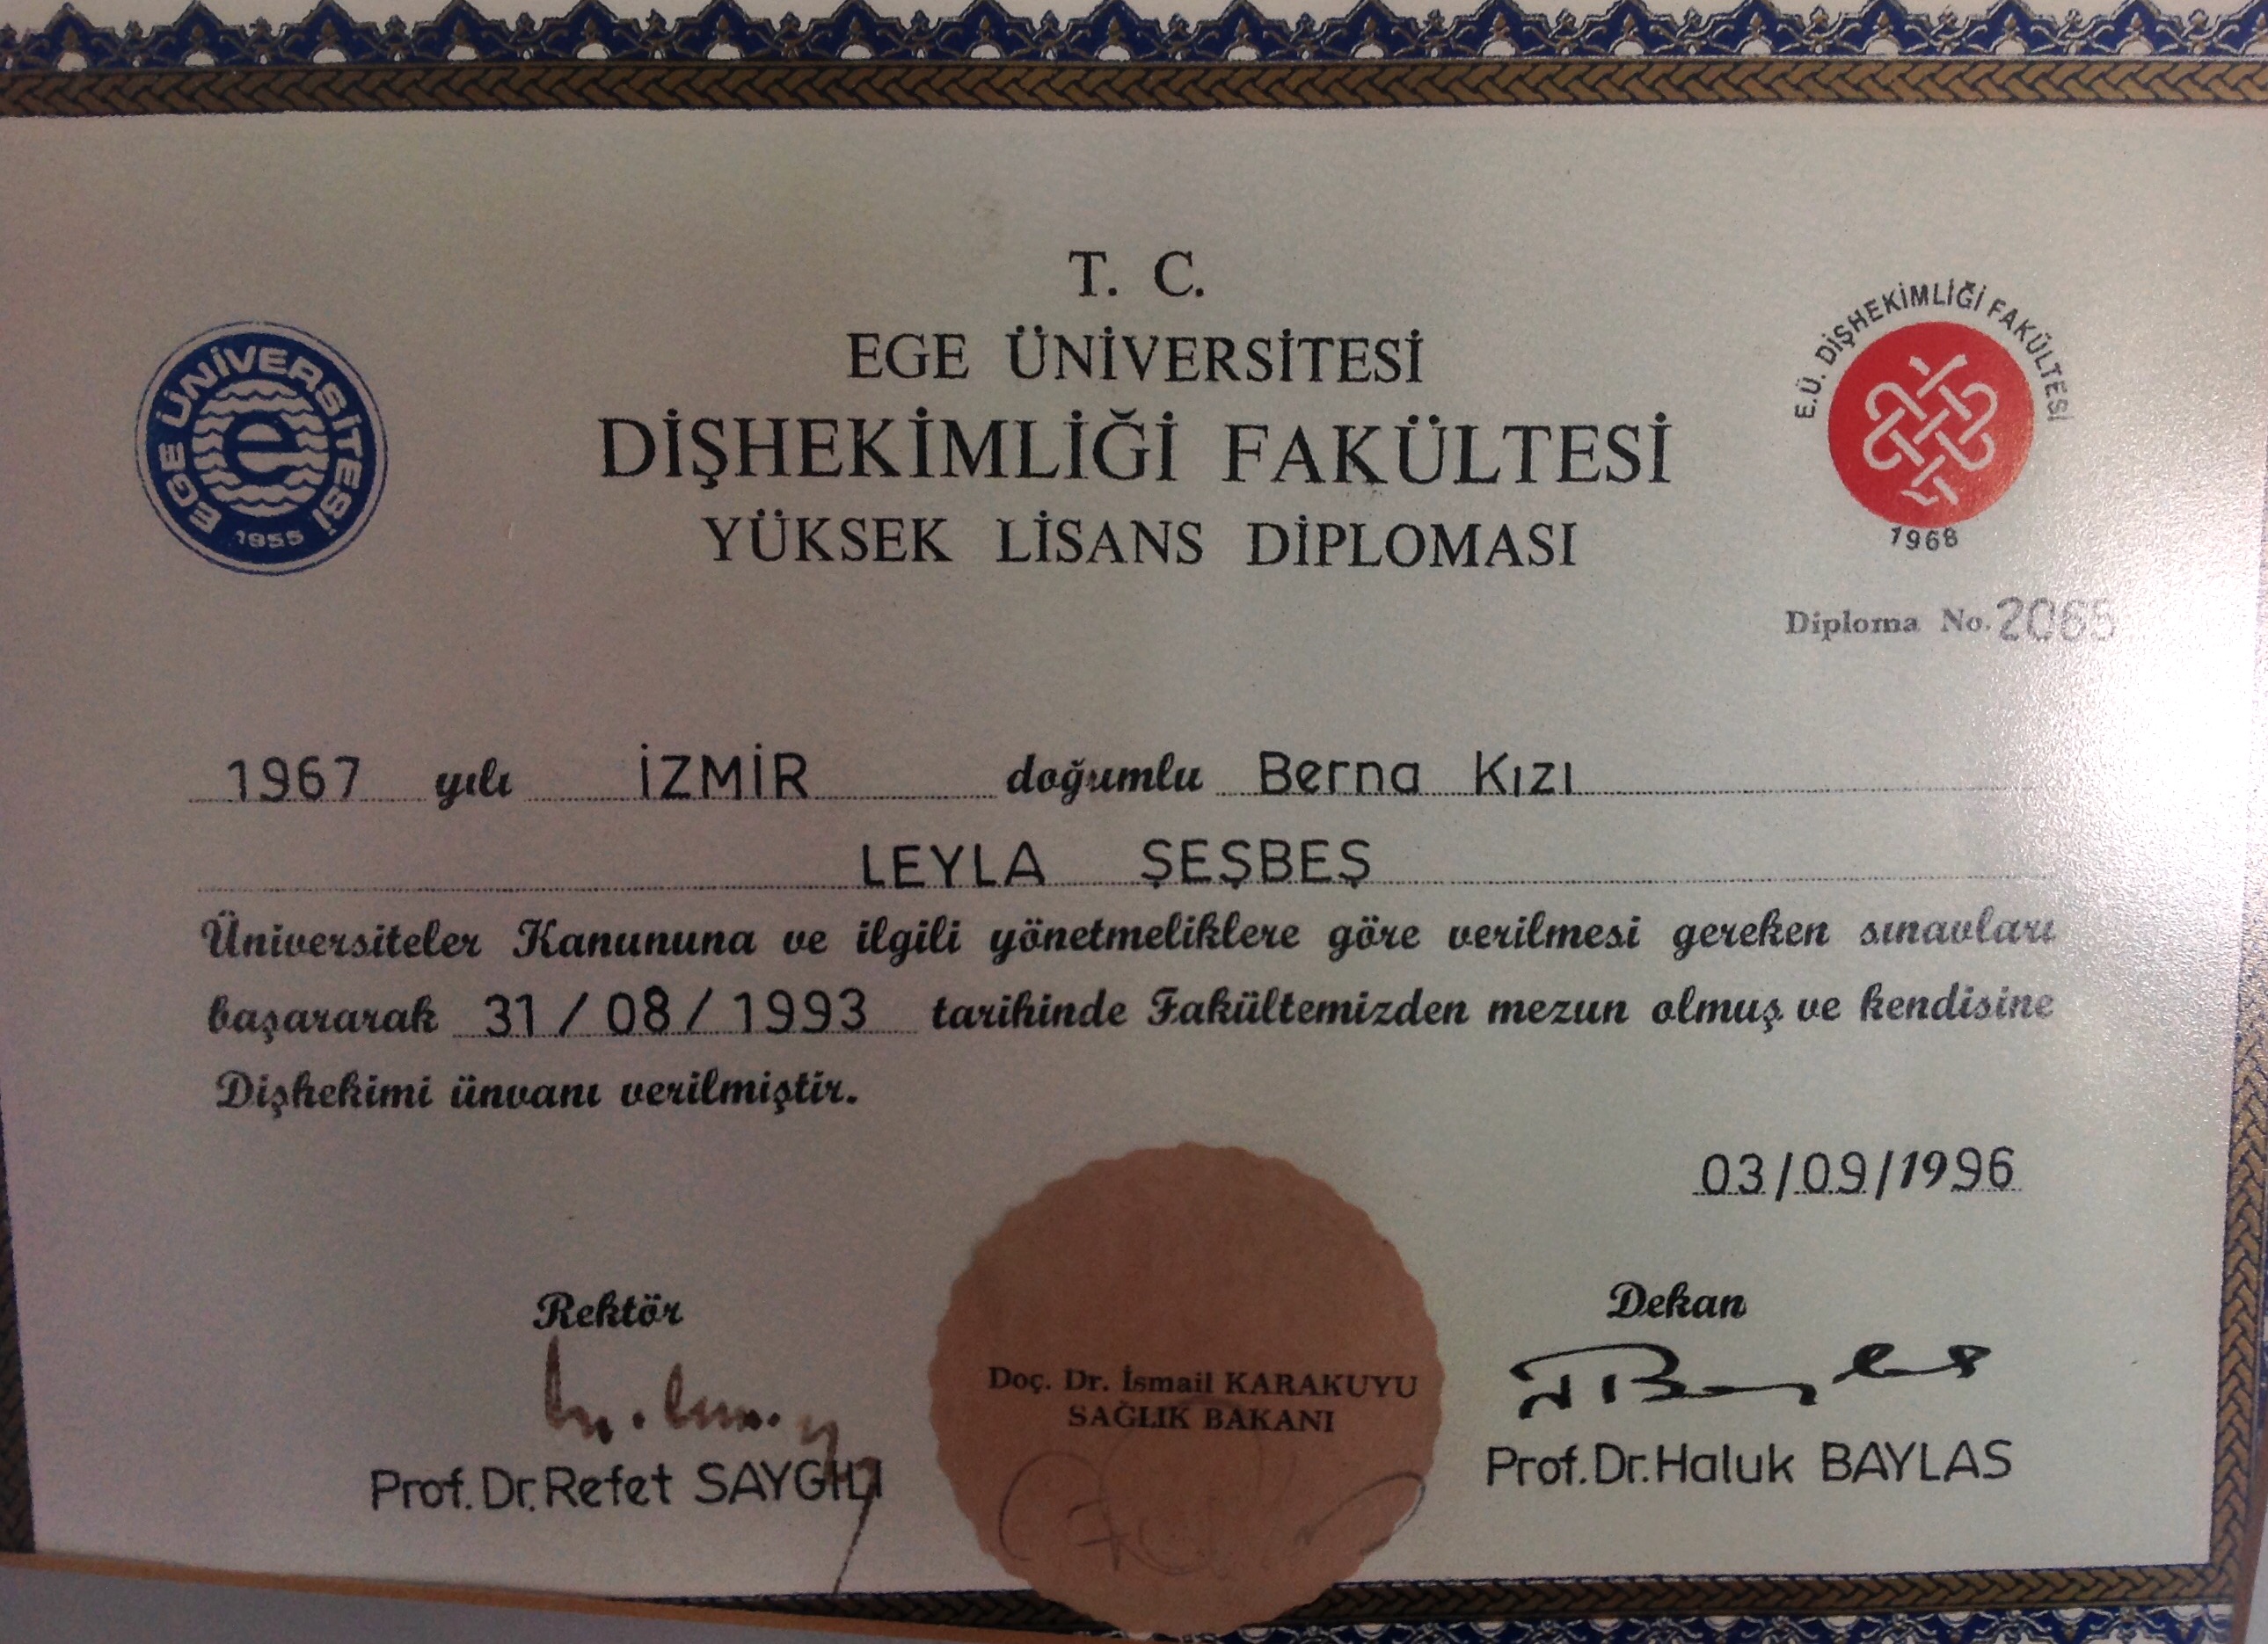 T. C.
EGE ÜNİVERSİTESİ
DİŞHEKİMLİĞİ FAKÜLTESİ
YÜKSEK LİSANS DİPLOMASI
EGE ÜNİVERSİTESİ
1955
E.Ü. DİŞHEKİMLİĞİ FAKÜLTESİ
1968
Diploma No. 2065
1967 yılı İZMİR doğumlu Berna Kızı
LEYLA ŞEŞBEŞ
Üniversiteler Kanununa ve ilgili yönetmeliklere göre verilmesi gereken sınavları
başararak 31/08/1993 tarihinde Fakültemizden mezun olmuş ve kendisine
Dişhekimi ünvanı verilmiştir.
03/09/1996
Rektör
Prof.Dr.Refet SAYGILI
Doç. Dr. İsmail KARAKUYU
SAĞLIK BAKANI
Dekan
Prof.Dr.Haluk BAYLAS